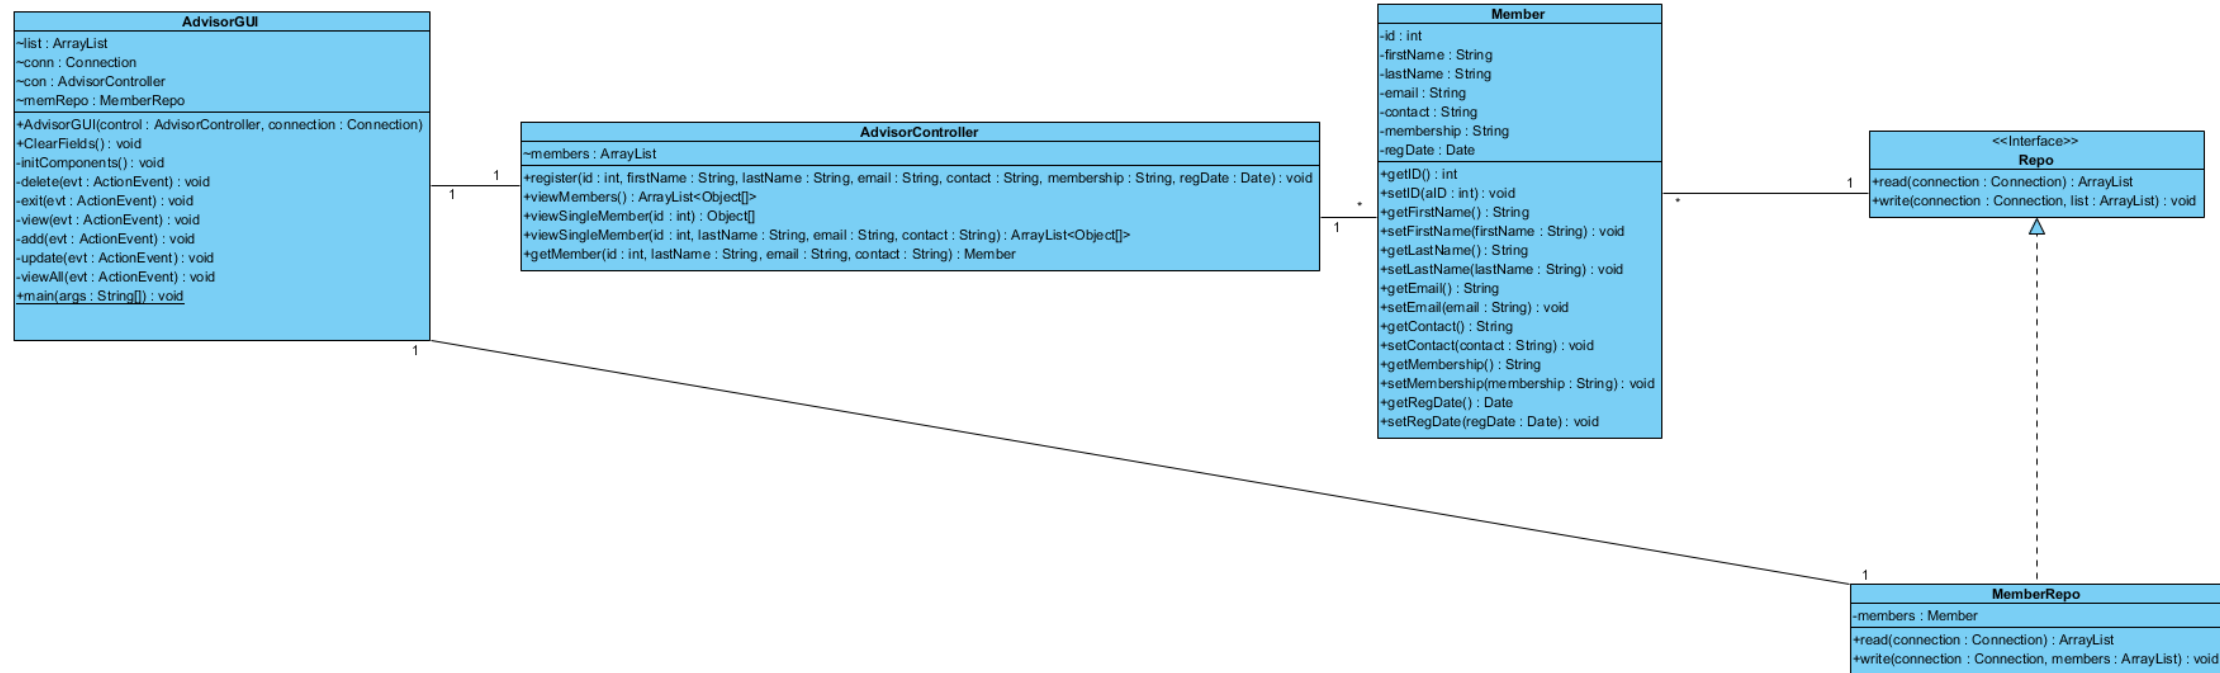 AdvisorGUI
~list : ArrayList
~conn : Connection
~con : AdvisorController
~memRepo : MemberRepo
+AdvisorGUI(control : AdvisorController, connection : Connection)
+ClearFields() : void
-initComponents() : void
-delete(evt : ActionEvent) : void
-exit(evt : ActionEvent) : void
-view(evt : ActionEvent) : void
-add(evt : ActionEvent) : void
-update(evt : ActionEvent) : void
-viewAll(evt : ActionEvent) : void
+main(args : String[]) : void
1
1
1
AdvisorController
~members : ArrayList
+register(id : int, firstName : String, lastName : String, email : String, contact : String, membership : String, regDate : Date) : void
+viewMembers() : ArrayList<Object[]>
+viewSingleMember(id : int) : Object[]
+viewSingleMember(id : int, lastName : String, email : String, contact : String) : ArrayList<Object[]>
+getMember(id : int, lastName : String, email : String, contact : String) : Member
1
*
Member
-id : int
-firstName : String
-lastName : String
-email : String
-contact : String
-membership : String
-regDate : Date
+getID() : int
+setID(aID : int) : void
+getFirstName() : String
+setFirstName(firstName : String) : void
+getLastName() : String
+setLastName(lastName : String) : void
+getEmail() : String
+setEmail(email : String) : void
+getContact() : String
+setContact(contact : String) : void
+getMembership() : String
+setMembership(membership : String) : void
+getRegDate() : Date
+setRegDate(regDate : Date) : void
*
1
<<Interface>>
Repo
+read(connection : Connection) : ArrayList
+write(connection : Connection, list : ArrayList) : void
1
MemberRepo
-members : Member
+read(connection : Connection) : ArrayList
+write(connection : Connection, members : ArrayList) : void